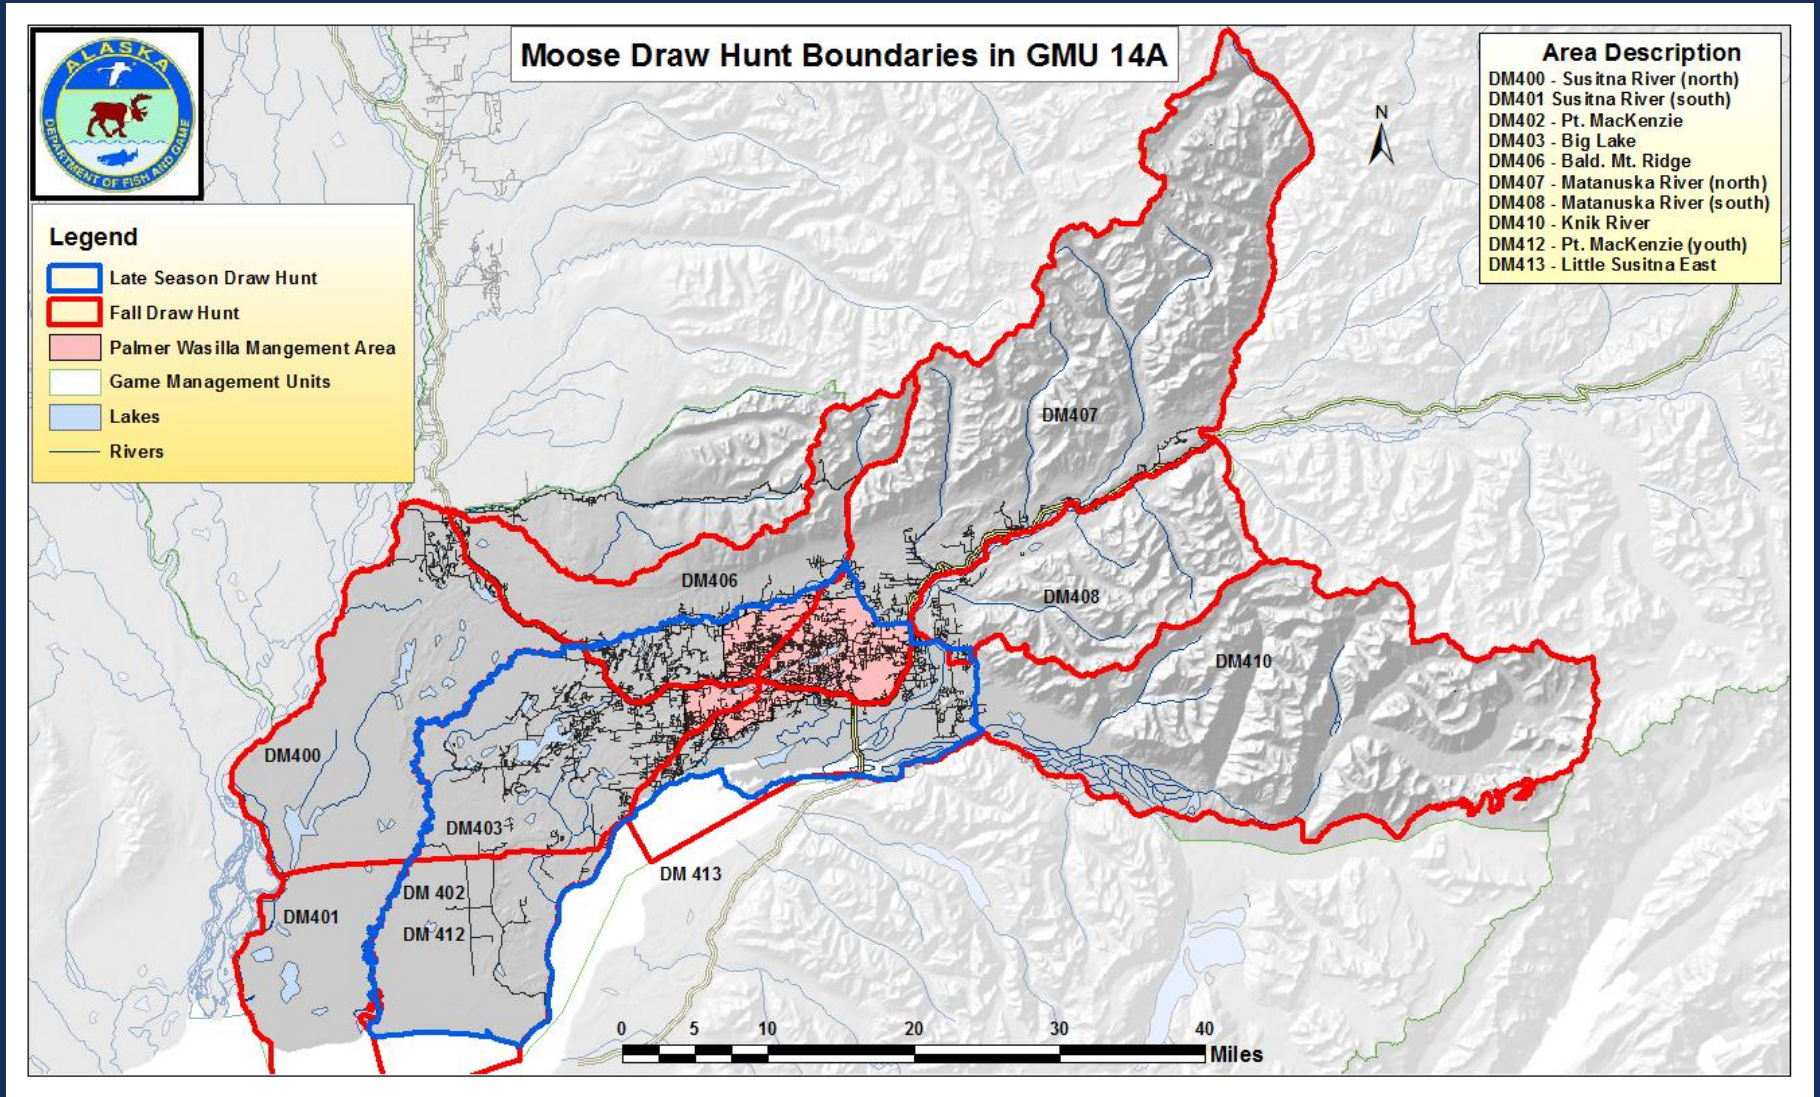 Moose Draw Hunt Boundaries in GMU 14A
ALASKA
DEPARTMENT OF FISH AND GAME
Area Description
DM400 - Susitna River (north)
DM401 Susitna River (south)
DM402 - Pt. MacKenzie
DM403 - Big Lake
DM406 - Bald. Mt. Ridge
DM407 - Matanuska River (north)
DM408 - Matanuska River (south)
DM410 - Knik River
DM412 - Pt. MacKenzie (youth)
DM413 - Little Susitna East
N
Legend
Late Season Draw Hunt
Fall Draw Hunt
Palmer Wasilla Mangement Area
Game Management Units
Lakes
Rivers
DM407
DM406
DM408
DM410
DM400
DM403
DM 413
DM 402
DM401
DM 412
0 5 10 20 30 40
Miles